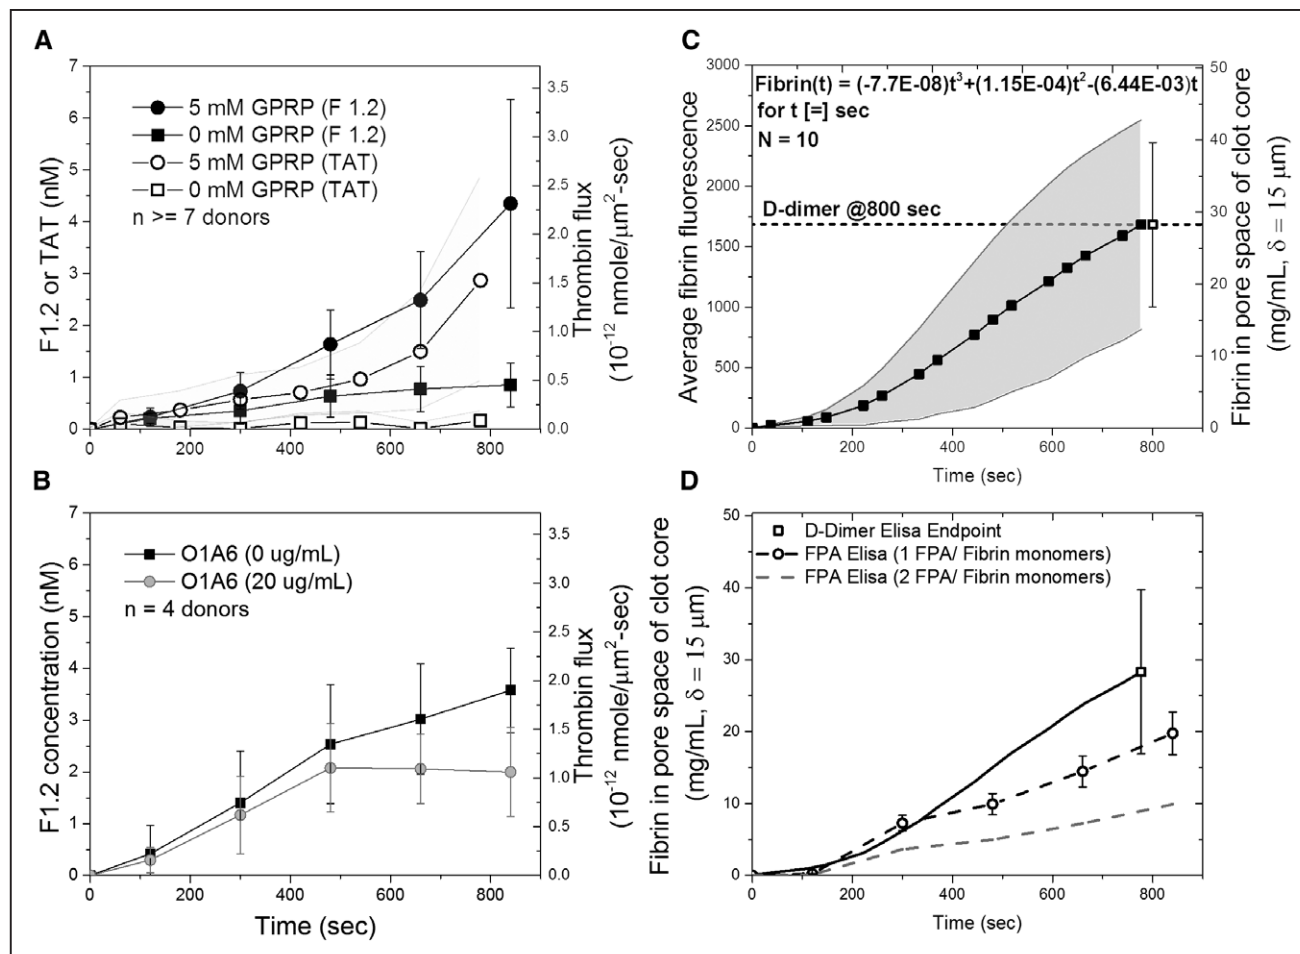 A
7
6
5
4
3
2
1
0
F1.2 or TAT (nM)
5 mM GPRP (F 1.2)
0 mM GPRP (F 1.2)
5 mM GPRP (TAT)
0 mM GPRP (TAT)
n >= 7 donors
3.5
3.0
2.5
2.0
1.5
1.0
0.5
0.0
Thrombin flux
(10⁻¹² nmole/µm²-sec)
0 200 400 600 800
C
3000
2500
2000
1500
1000
500
0
Average fibrin fluorescence
Fibrin(t) = (-7.7E-08)t³+(1.15E-04)t²-(6.44E-03)t
for t [=] sec
N = 10
D-dimer @800 sec
50
40
30
20
10
0
Fibrin in pore space of clot core
(mg/mL, δ = 15 µm)
0 200 400 600 800
Time (sec)
B
7
6
5
4
3
2
1
0
F1.2 concentration (nM)
O1A6 (0 ug/mL)
O1A6 (20 ug/mL)
n = 4 donors
3.5
3.0
2.5
2.0
1.5
1.0
0.5
0.0
Thrombin flux
(10⁻¹² nmole/µm²-sec)
0 200 400 600 800
Time (sec)
D
50
40
30
20
10
0
Fibrin in pore space of clot core
(mg/mL, δ = 15 µm)
D-Dimer Elisa Endpoint
FPA Elisa (1 FPA/ Fibrin monomers)
FPA Elisa (2 FPA/ Fibrin monomers)
0 200 400 600 800
Time (sec)